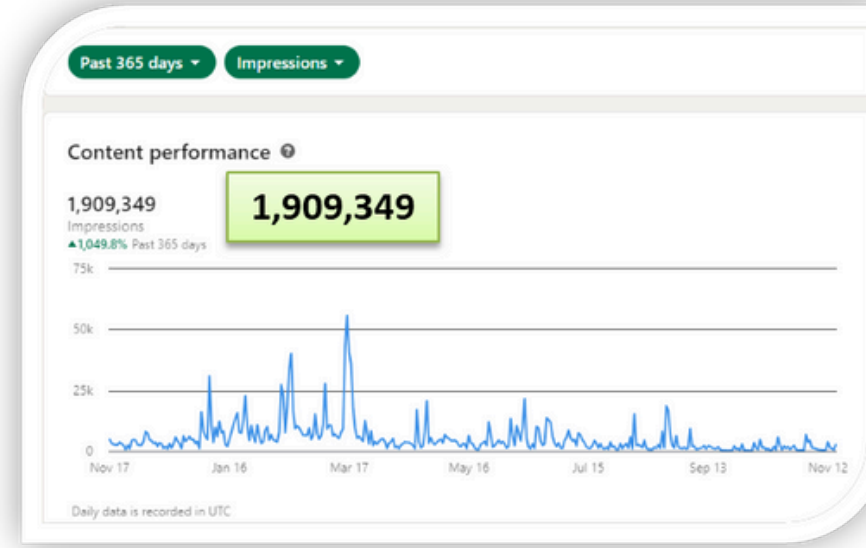 Past 365 days
Impressions
Content performance
1,909,349
1,909,349
Impressions
▲1,049.8% Past 365 days
75k
50k
25k
0
Nov 17 Jan 16 Mar 17 May 16 Jul 15 Sep 13 Nov 12
Daily data is recorded in UTC